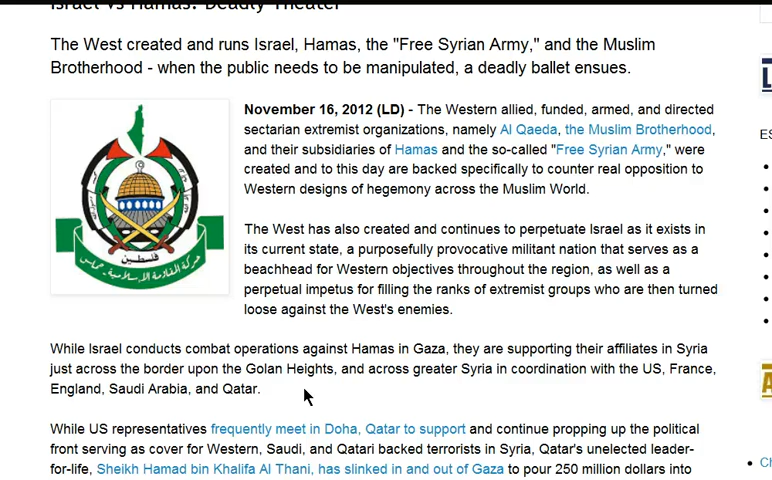 Israel vs Hamas: Deadly Theater
The West created and runs Israel, Hamas, the "Free Syrian Army," and the Muslim
Brotherhood - when the public needs to be manipulated, a deadly ballet ensues.
November 16, 2012 (LD) - The Western allied, funded, armed, and directed
sectarian extremist organizations, namely Al Qaeda, the Muslim Brotherhood,
and their subsidiaries of Hamas and the so-called "Free Syrian Army," were
created and to this day are backed specifically to counter real opposition to
Western designs of hegemony across the Muslim World.
The West has also created and continues to perpetuate Israel as it exists in
its current state, a purposefully provocative militant nation that serves as a
beachhead for Western objectives throughout the region, as well as a
perpetual impetus for filling the ranks of extremist groups who are then turned
loose against the West's enemies.
فلسطين
حركة المقاومة الإسلامية حماس
While Israel conducts combat operations against Hamas in Gaza, they are supporting their affiliates in Syria
just across the border upon the Golan Heights, and across greater Syria in coordination with the US, France,
England, Saudi Arabia, and Qatar.
While US representatives frequently meet in Doha, Qatar to support and continue propping up the political
front serving as cover for Western, Saudi, and Qatari backed terrorists in Syria, Qatar's unelected leader-
for-life, Sheikh Hamad bin Khalifa Al Thani, has slinked in and out of Gaza to pour 250 million dollars into